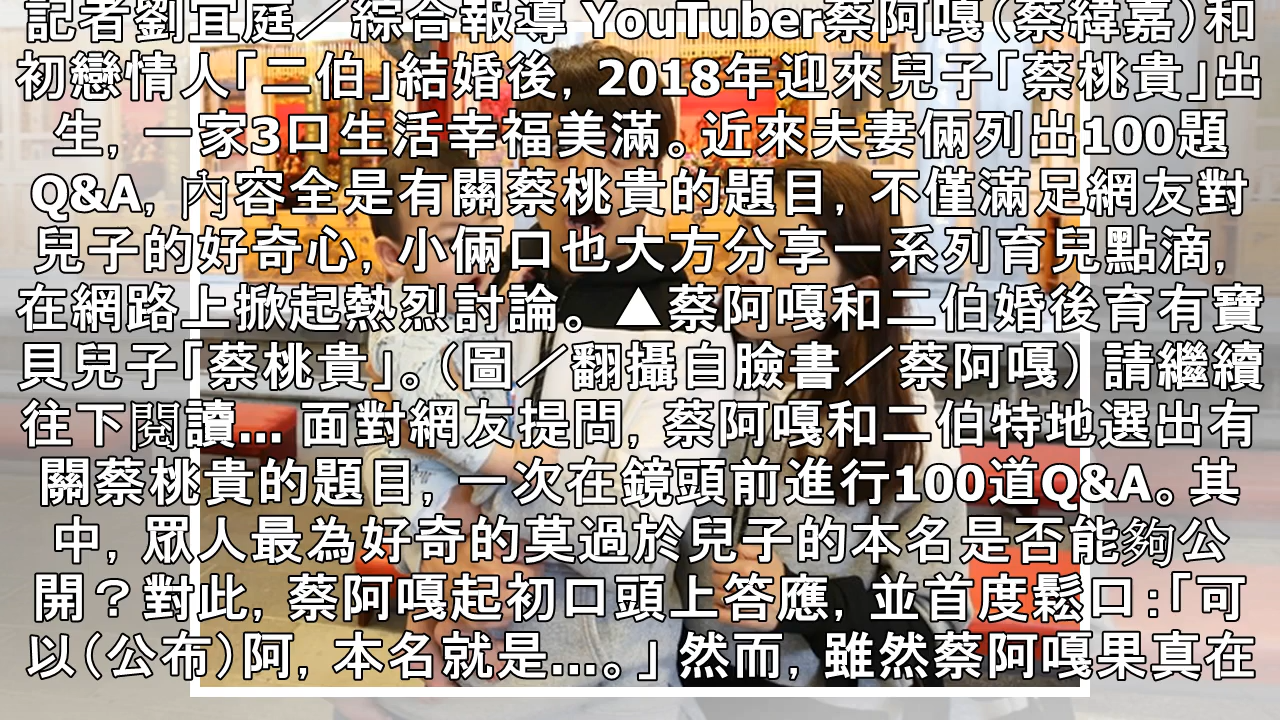 記者劉宜庭／綜合報導 YouTuber蔡阿嘎（蔡緯嘉）和
初戀情人「二伯」結婚後，2018年迎來兒子「蔡桃貴」出
生，一家3口生活幸福美滿。近來夫妻倆列出100題
Q&A，內容全是有關蔡桃貴的題目，不僅滿足網友對
兒子的好奇心，小倆口也大方分享一系列育兒點滴，
在網路上掀起熱烈討論。 ▲蔡阿嘎和二伯婚後育有寶
貝兒子「蔡桃貴」。（圖／翻攝自臉書／蔡阿嘎） 請繼續
往下閱讀... 面對網友提問，蔡阿嘎和二伯特地選出有
關蔡桃貴的題目，一次在鏡頭前進行100道Q&A。其
中，眾人最為好奇的莫過於兒子的本名是否能夠公
開？對此，蔡阿嘎起初口頭上答應，並首度鬆口：「可
以（公布）阿，本名就是...。」 然而，雖然蔡阿嘎果真在